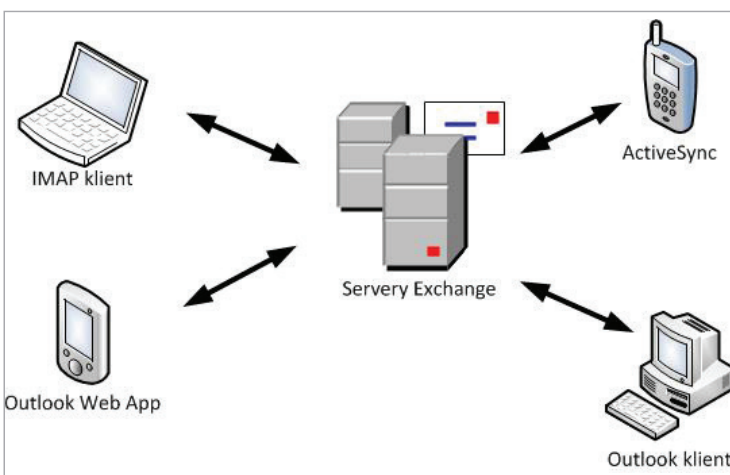 IMAP klient
ActiveSync
Servery Exchange
Outlook Web App
Outlook klient